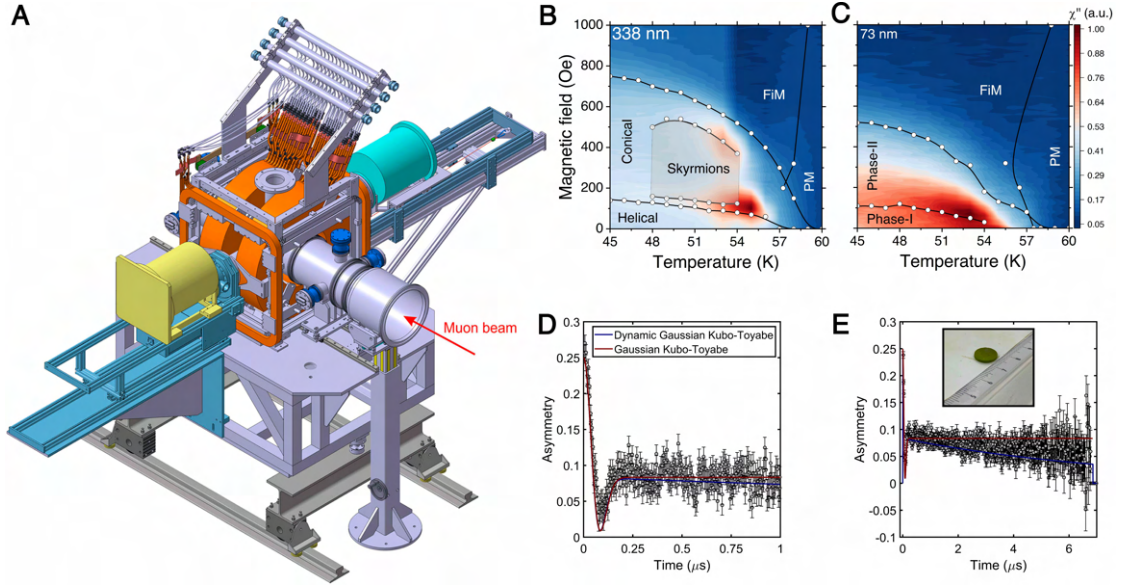 A
Muon beam
B
338 nm
Magnetic field (Oe)
1000
800
600
400
200
0
Conical
Skyrmions
Helical
FiM
PM
45
48
51
54
57
60
Temperature (K)
C
73 nm
Phase-II
Phase-I
FiM
PM
45
48
51
54
57
60
Temperature (K)
χ" (a.u.)
1.00
0.88
0.76
0.64
0.53
0.41
0.29
0.17
0.05
D
Dynamic Gaussian Kubo-Toyabe
Gaussian Kubo-Toyabe
Asymmetry
0.3
0.25
0.2
0.15
0.1
0.05
0
0
0.25
0.5
0.75
1
Time (μs)
E
Asymmetry
0.3
0.25
0.2
0.15
0.1
0.05
0
-0.05
-0.1
0
2
4
6
Time (μs)